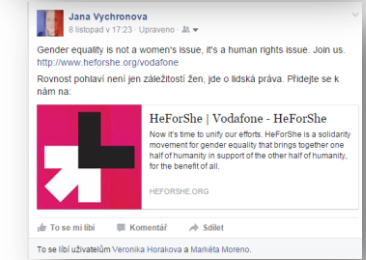 Jana Vychronova
8 listopad v 17:23 · Upraveno ·
Gender equality is not a women's issue, it's a human rights issue. Join us.
http://www.heforshe.org/vodafone
Rovnost pohlaví není jen záležitostí žen, jde o lidská práva. Přidejte se k
nám na:
HeForShe | Vodafone - HeForShe
Now it's time to unify our efforts. HeForShe is a solidarity
movement for gender equality that brings together one
half of humanity in support of the other half of humanity,
for the benefit of all.
HEFORSHE.ORG
To se mi líbí Komentář Sdílet
To se líbí uživatelům Veronika Horakova a Markéta Moreno.